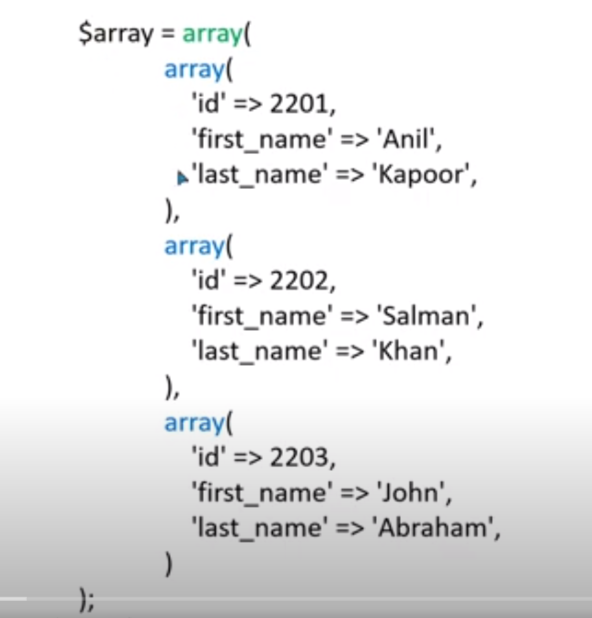 $array = array(
array(
'id' => 2201,
'first_name' => 'Anil',
'last_name' => 'Kapoor',
),
array(
'id' => 2202,
'first_name' => 'Salman',
'last_name' => 'Khan',
),
array(
'id' => 2203,
'first_name' => 'John',
'last_name' => 'Abraham',
)
);